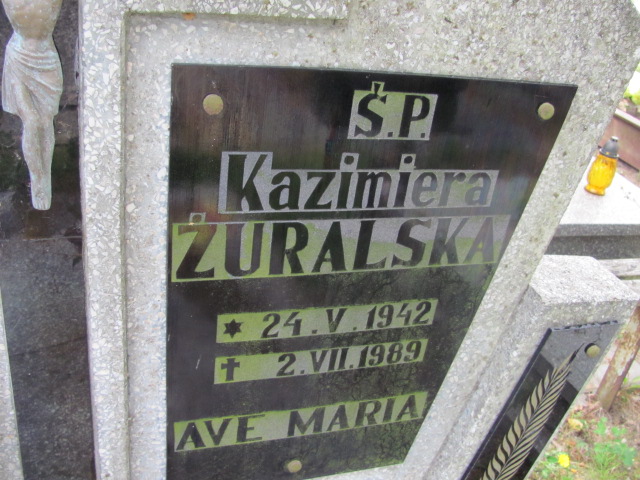 Ś.P.
Kazimiera
ŻURALSKA
* 24.V.1942
✝ 2.VII.1989
AVE MARIA